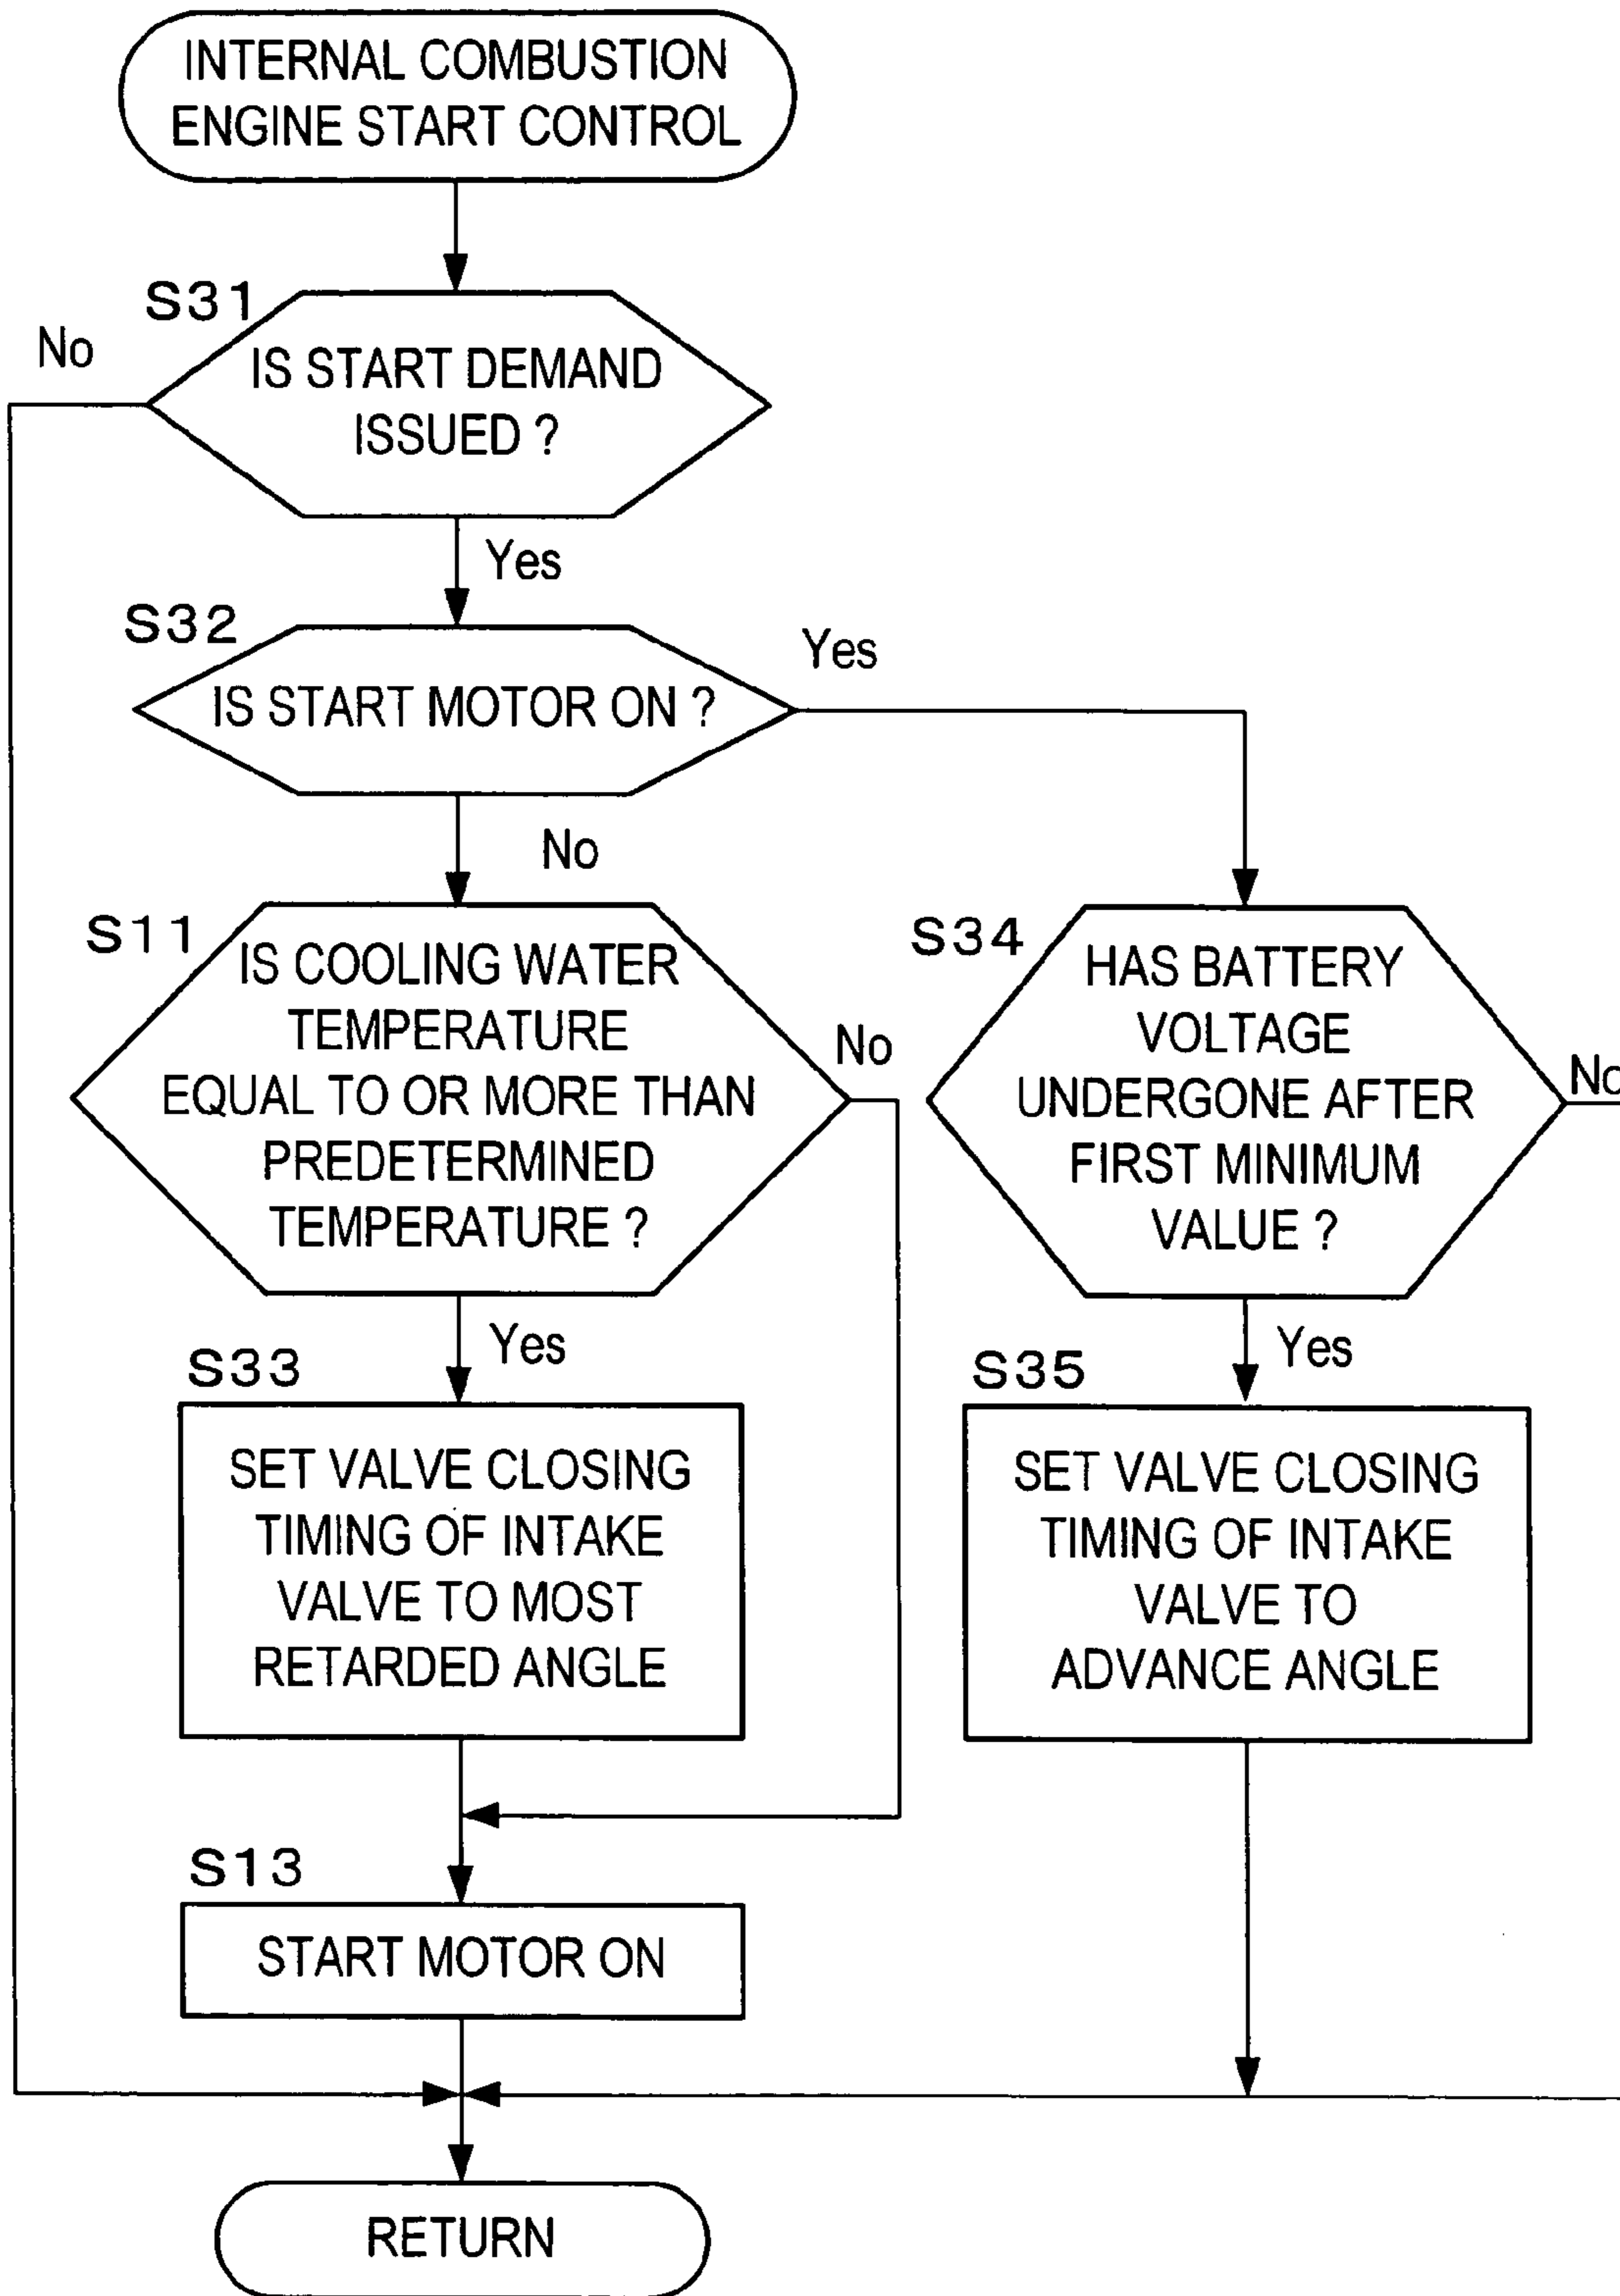 INTERNAL COMBUSTION
ENGINE START CONTROL
S31
No
IS START DEMAND
ISSUED ?
Yes
S32
Yes
IS START MOTOR ON ?
No
S11
IS COOLING WATER
TEMPERATURE
EQUAL TO OR MORE THAN
PREDETERMINED
TEMPERATURE ?
No
S34
HAS BATTERY
VOLTAGE
UNDERGONE AFTER
FIRST MINIMUM
VALUE ?
No
Yes
S33
SET VALVE CLOSING
TIMING OF INTAKE
VALVE TO MOST
RETARDED ANGLE
Yes
S35
SET VALVE CLOSING
TIMING OF INTAKE
VALVE TO
ADVANCE ANGLE
S13
START MOTOR ON
RETURN